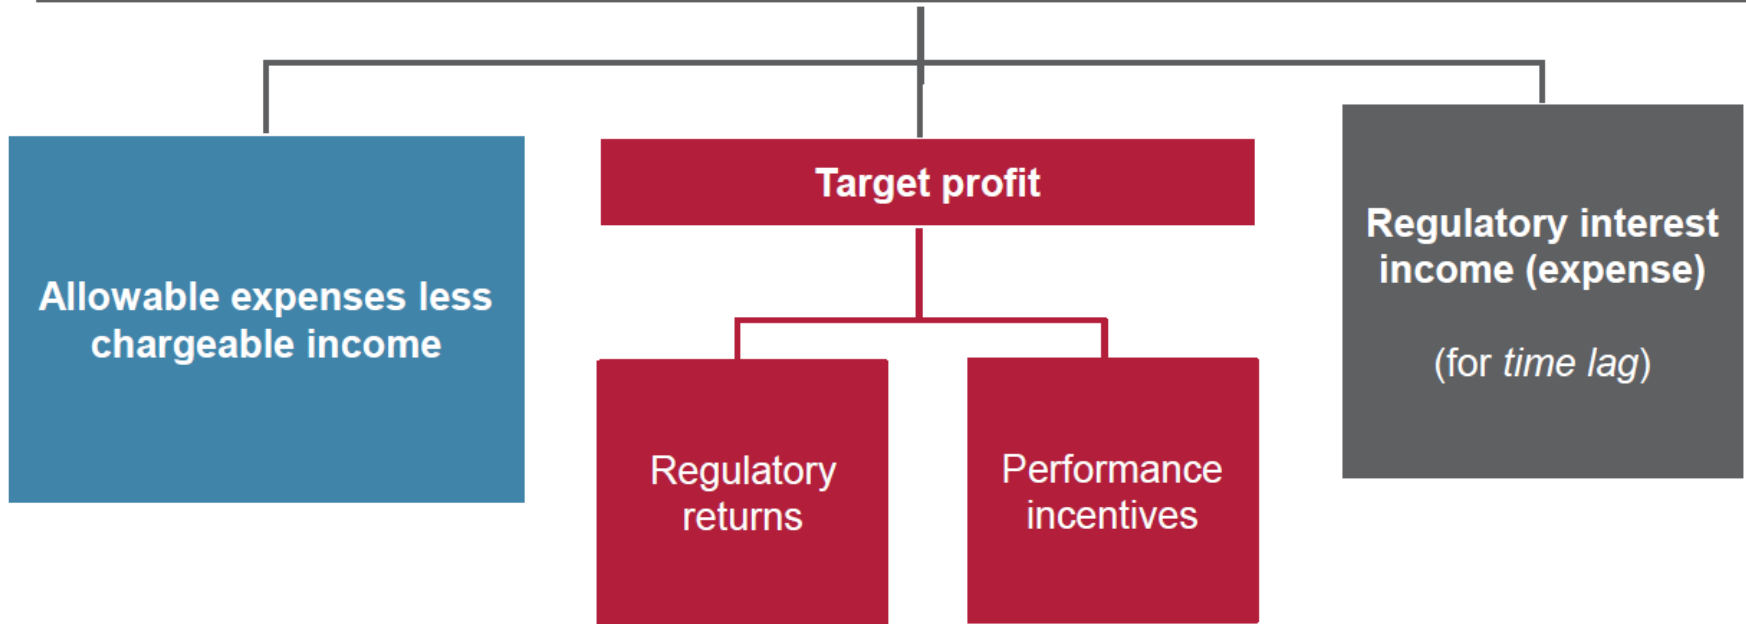 Allowable expenses less
chargeable income
Target profit
Regulatory
returns
Performance
incentives
Regulatory interest
income (expense)
(for time lag)